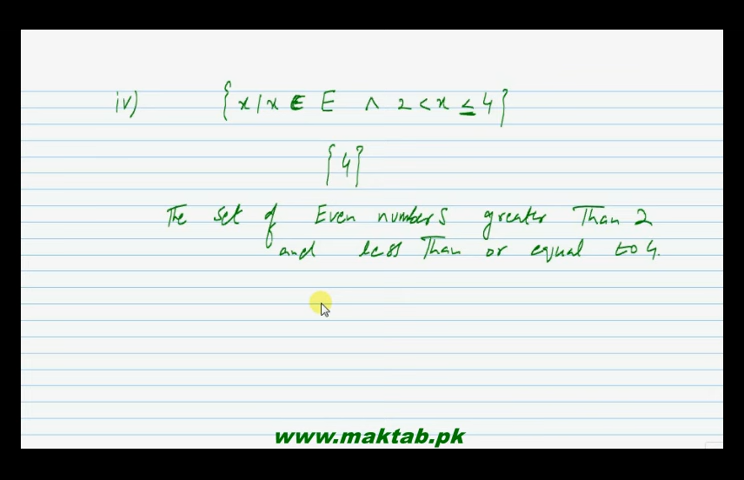 iv) {x/x ∈ E ∧ 2 < x ≤ 4}
{4}
The set of Even numbers greater Than 2
and less Than or equal to 4.
www.maktab.pk